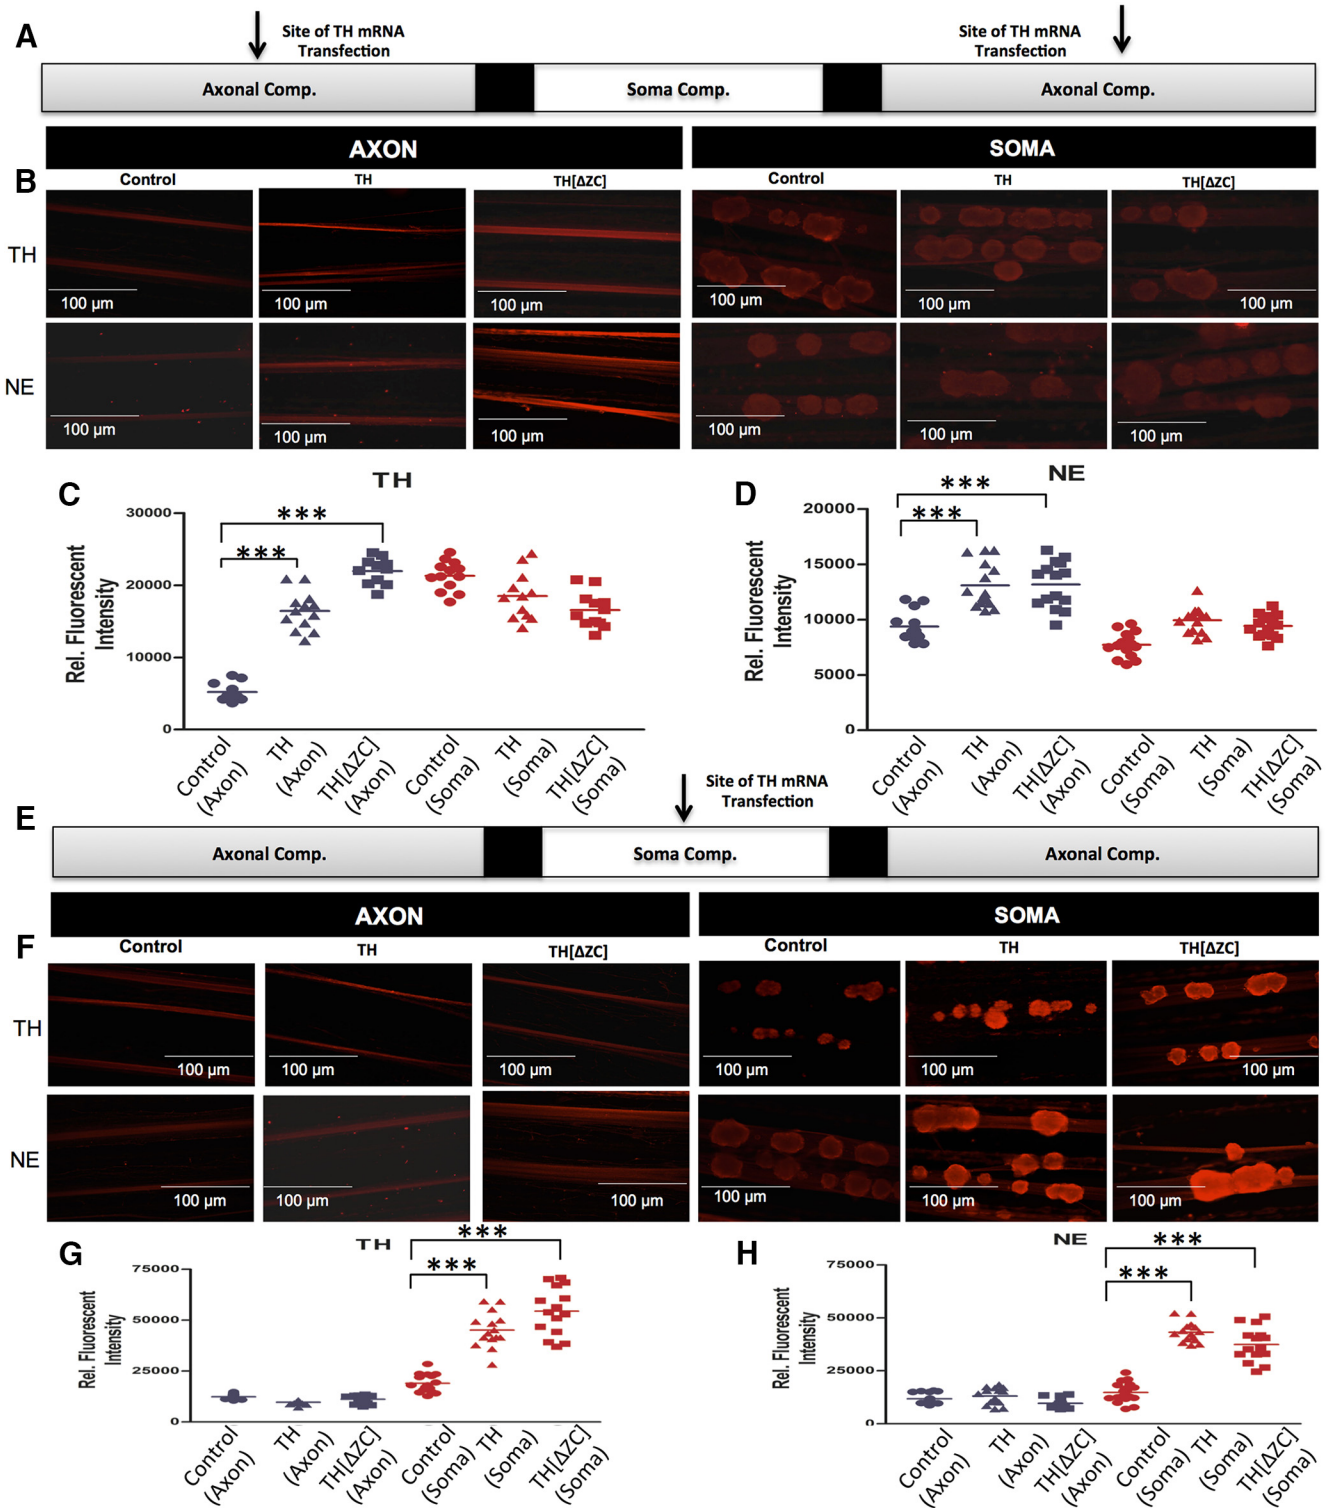 A
Site of TH mRNA
Transfection
Site of TH mRNA
Transfection
Axonal Comp.
Soma Comp.
Axonal Comp.
AXON
SOMA
B
Control
TH
TH[ΔZC]
Control
TH
TH[ΔZC]
TH
100 µm
100 µm
100 µm
100 µm
100 µm
100 µm
NE
100 µm
100 µm
100 µm
100 µm
100 µm
100 µm
C
TH
Rel. Fluorescent
Intensity
30000
20000
10000
0
***
***
Control
(Axon)
TH
(Axon)
TH[ΔZC]
(Axon)
Control
(Soma)
TH
(Soma)
TH[ΔZC]
(Soma)
D
NE
Rel. Fluorescent
Intensity
20000
15000
10000
5000
0
***
***
Control
(Axon)
TH
(Axon)
TH[ΔZC]
(Axon)
Control
(Soma)
TH
(Soma)
TH[ΔZC]
(Soma)
E
Site of TH mRNA
Transfection
Axonal Comp.
Soma Comp.
Axonal Comp.
AXON
SOMA
F
Control
TH
TH[ΔZC]
Control
TH
TH[ΔZC]
TH
100 µm
100 µm
100 µm
100 µm
100 µm
100 µm
NE
100 µm
100 µm
100 µm
100 µm
100 µm
100 µm
G
TH
Rel. Fluorescent
Intensity
75000
50000
25000
0
***
***
Control
(Axon)
TH
(Axon)
TH[ΔZC]
(Axon)
Control
(Soma)
TH
(Soma)
TH[ΔZC]
(Soma)
H
NE
Rel. Fluorescent
Intensity
75000
50000
25000
0
***
***
Control
(Axon)
TH
(Axon)
TH[ΔZC]
(Axon)
Control
(Soma)
TH
(Soma)
TH[ΔZC]
(Soma)